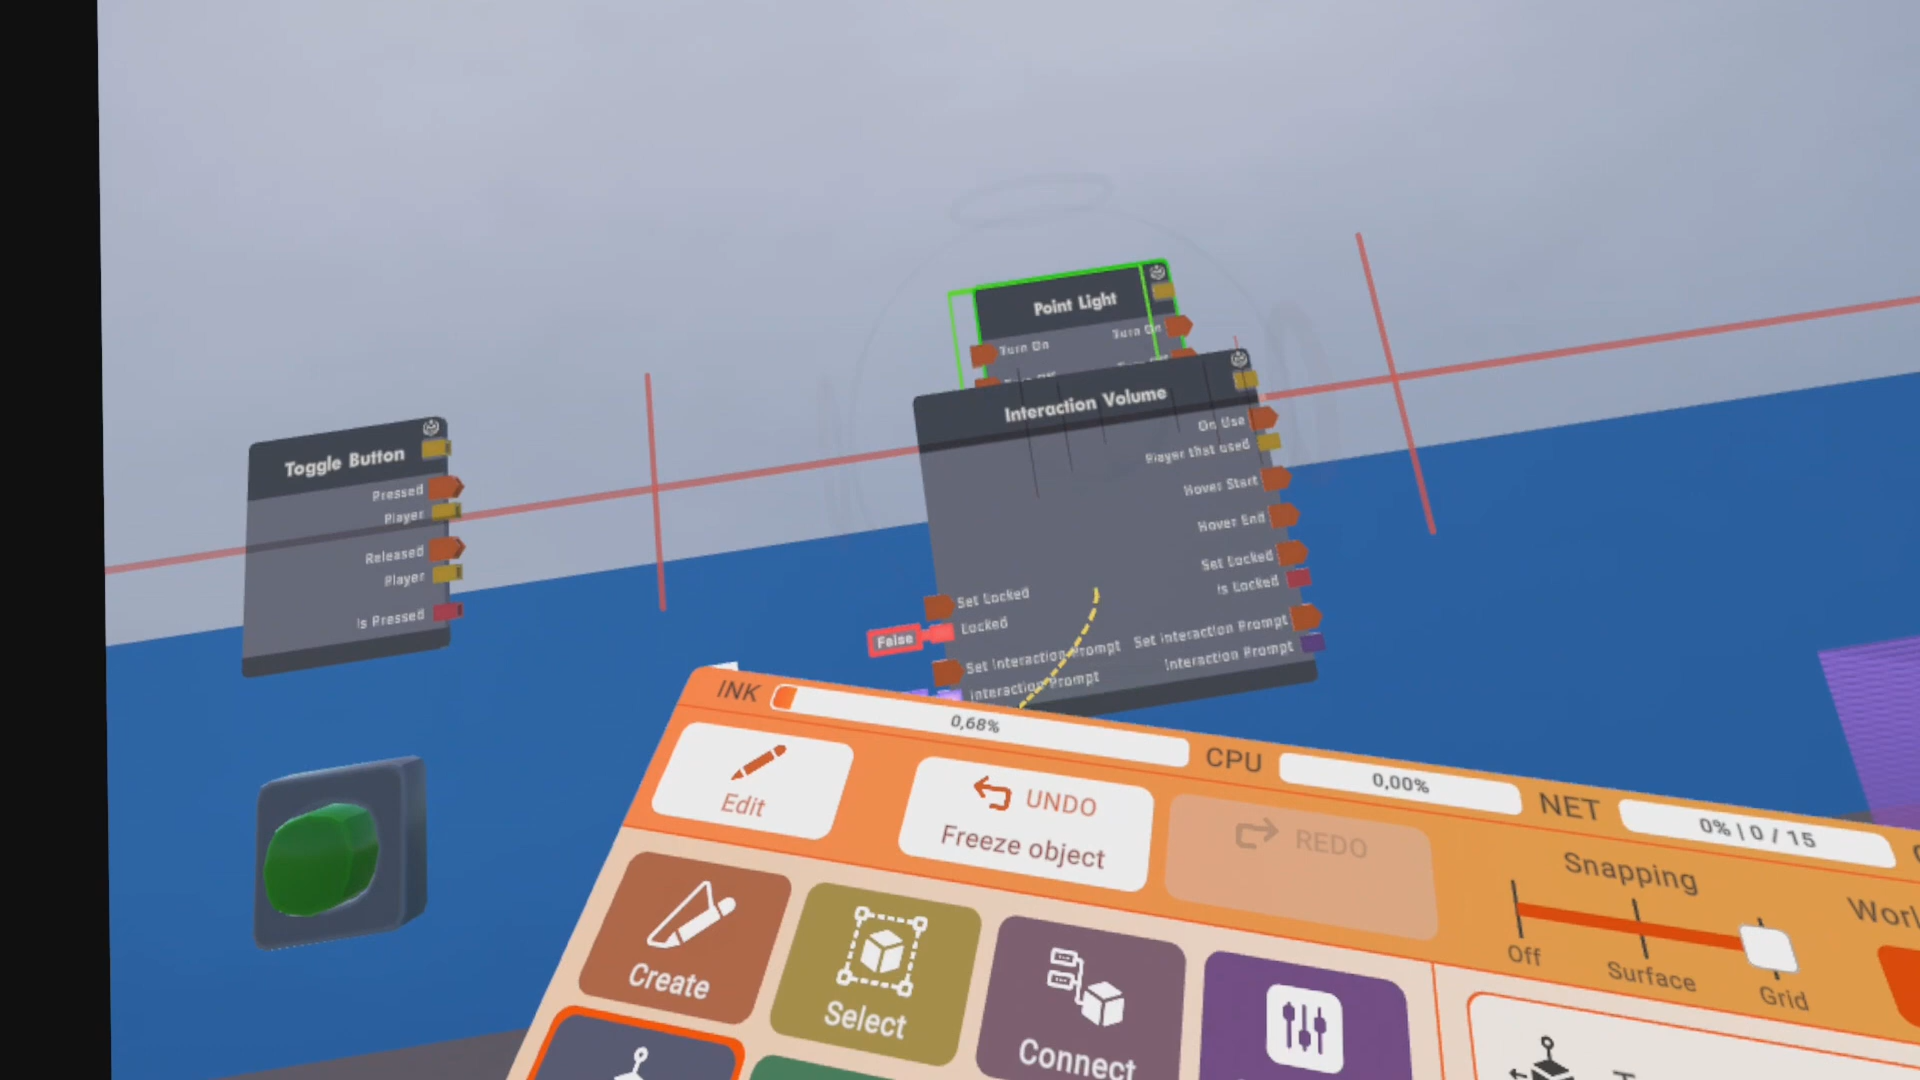 Point Light
Turn On
Turn On
Interaction Volume
On Use
Player that used
Hover Start
Hover End
Set Locked
Is Locked
Set Locked
False
Locked
Set Interaction Prompt
Set Interaction Prompt
Interaction Prompt
Interaction Prompt
Toggle Button
Pressed
Player
Released
Player
Is Pressed
INK
0,68%
CPU
0,00%
NET
0% | 0 / 15
Edit
UNDO
Freeze object
REDO
Snapping
Off
Surface
Grid
Create
Select
Connect